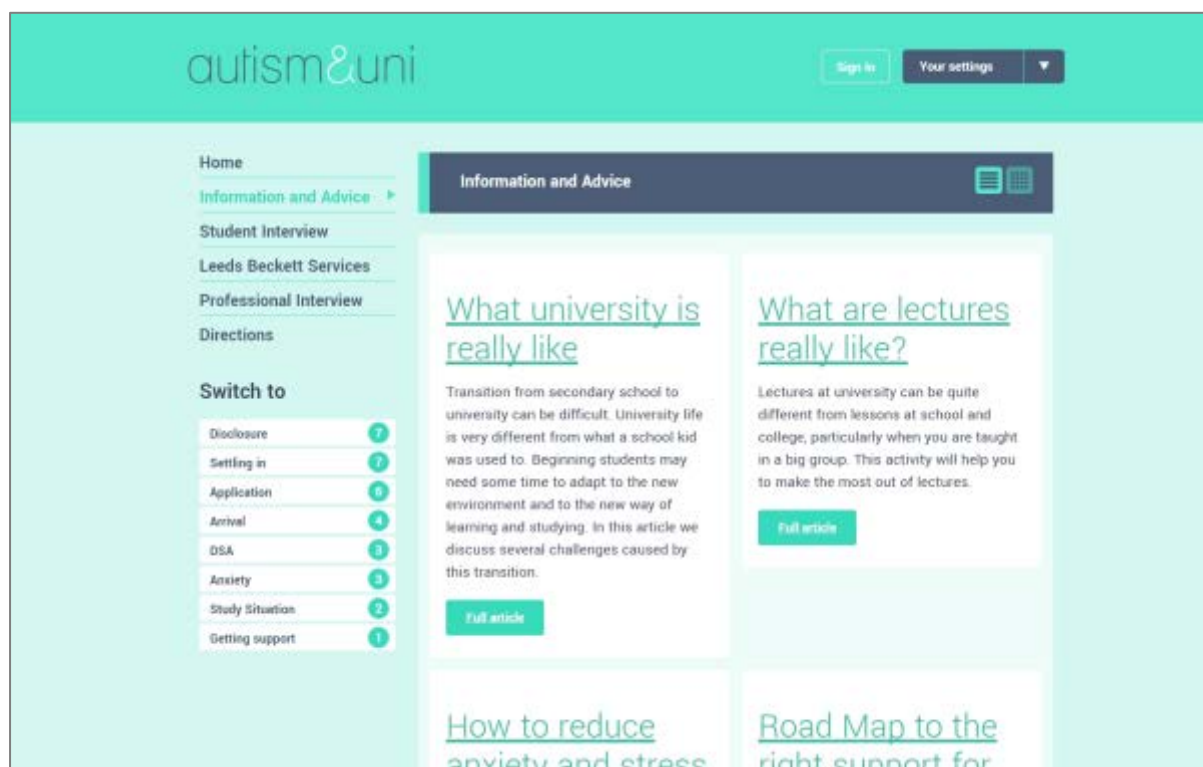 autism&uni
Sign in
Your settings
Home
Information and Advice
Student Interview
Leeds Beckett Services
Professional Interview
Directions
Switch to
Disclosure 7
Settling in 7
Application 6
Arrival 4
DSA 3
Anxiety 3
Study Situation 2
Getting support 1
Information and Advice
What university is
really like
Transition from secondary school to
university can be difficult. University life
is very different from what a school kid
was used to. Beginning students may
need some time to adapt to the new
environment and to the new way of
learning and studying. In this article we
discuss several challenges caused by
this transition.
Full article
What are lectures
really like?
Lectures at university can be quite
different from lessons at school and
college, particularly when you are taught
in a big group. This activity will help you
to make the most out of lectures.
Full article
How to reduce
anxiety and stress
Road Map to the
right support for